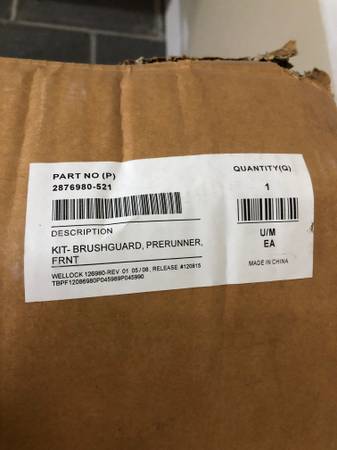 PART NO (P)
2876980-521
QUANTITY(Q)
1
DESCRIPTION
KIT- BRUSHGUARD, PRERUNNER,
FRNT
U/M
EA
MADE IN CHINA
WELLOCK 126980-REV 01 05/08, RELEASE #120815
TBPF12086980P045989P045990